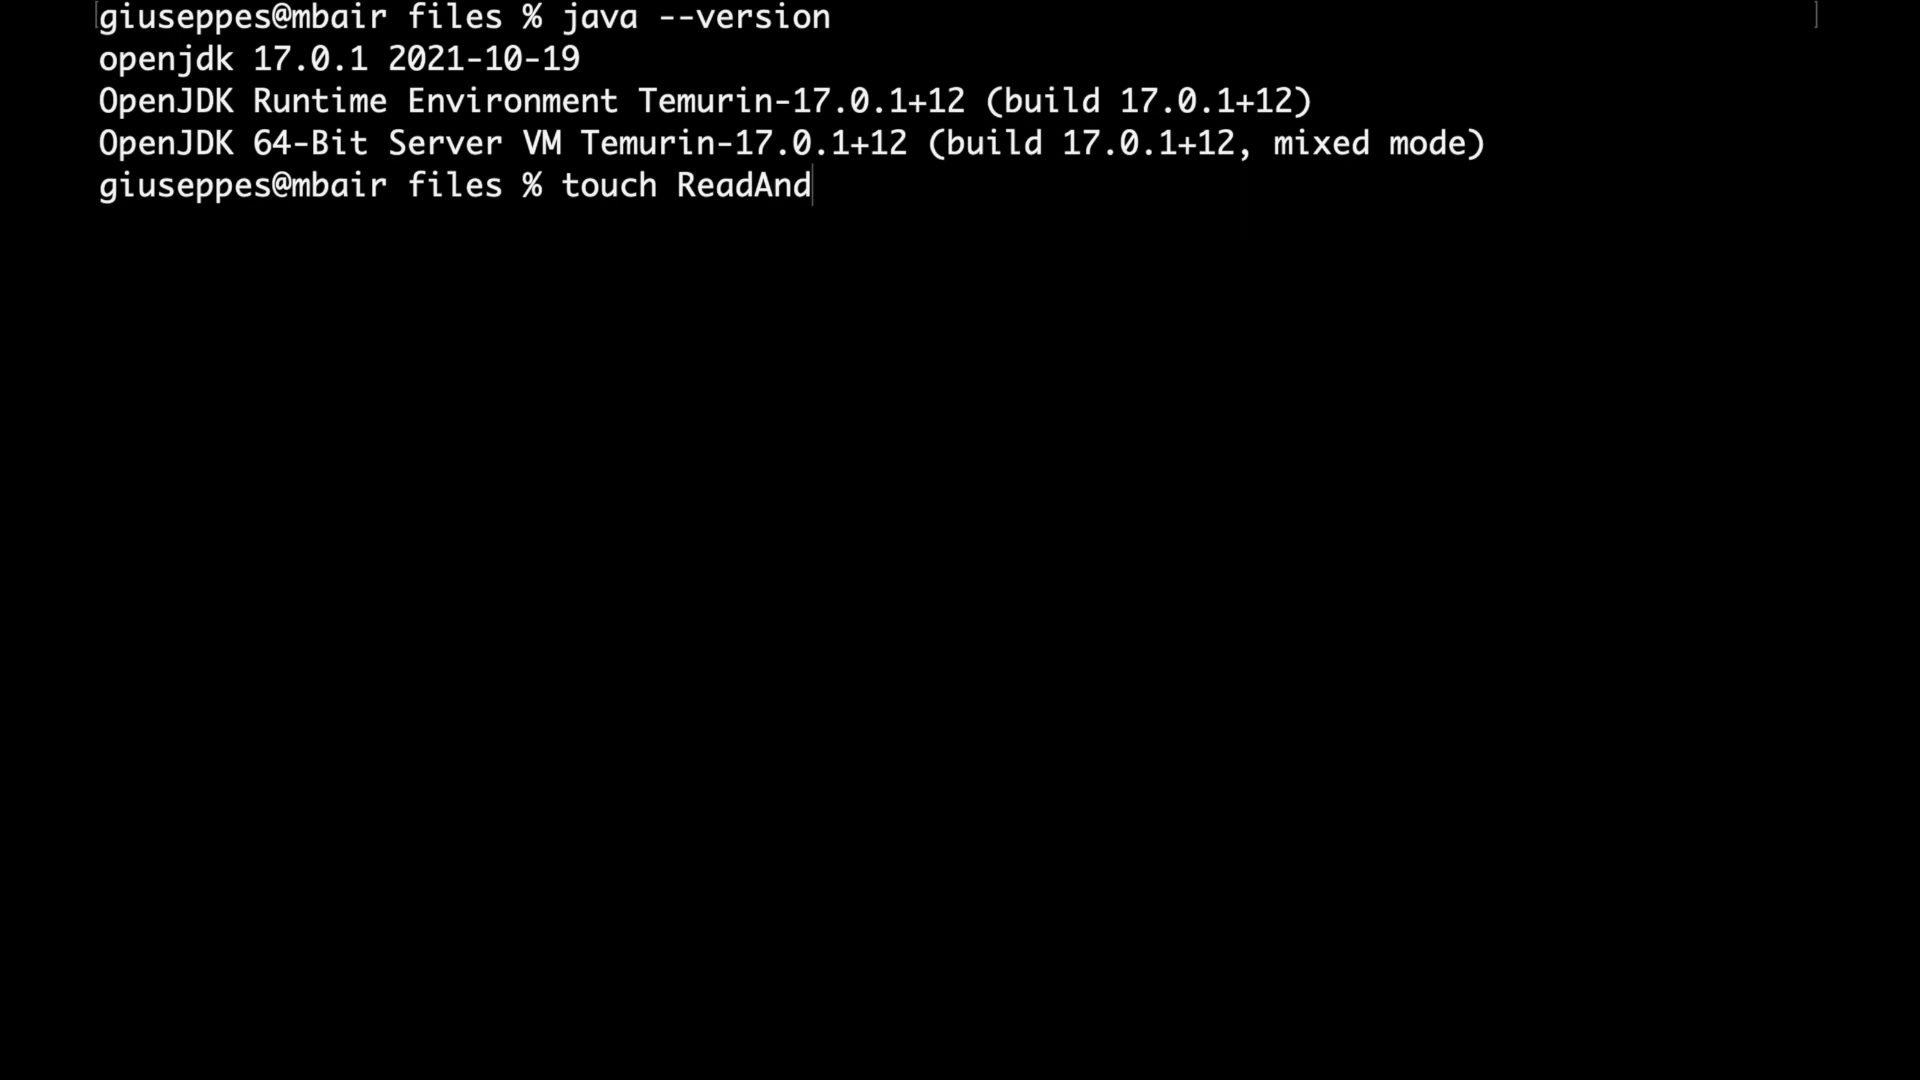 giuseppes@mbair files % java --version
openjdk 17.0.1 2021-10-19
OpenJDK Runtime Environment Temurin-17.0.1+12 (build 17.0.1+12)
OpenJDK 64-Bit Server VM Temurin-17.0.1+12 (build 17.0.1+12, mixed mode)
giuseppes@mbair files % touch ReadAnd